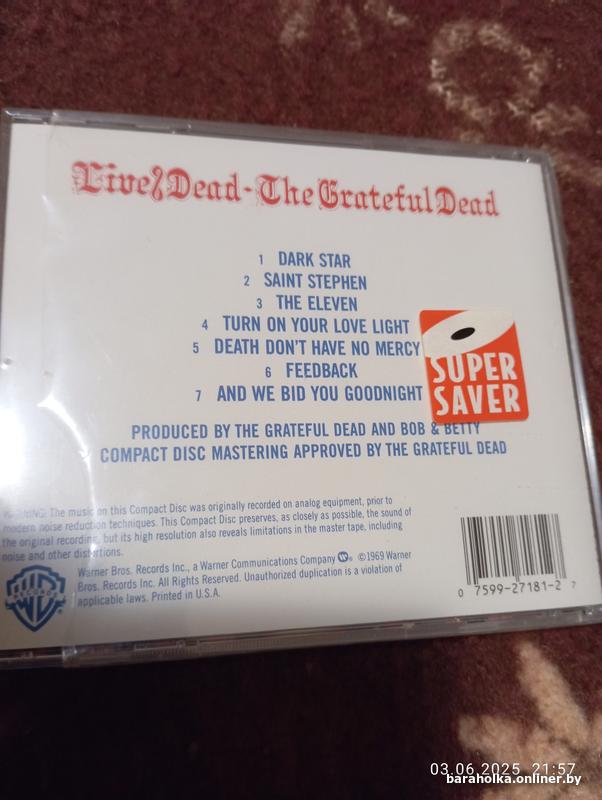 Live/Dead - The Grateful Dead
1 DARK STAR
2 SAINT STEPHEN
3 THE ELEVEN
4 TURN ON YOUR LOVE LIGHT
5 DEATH DON'T HAVE NO MERCY
6 FEEDBACK
7 AND WE BID YOU GOODNIGHT
SUPER
SAVER
PRODUCED BY THE GRATEFUL DEAD AND BOB & BETTY
COMPACT DISC MASTERING APPROVED BY THE GRATEFUL DEAD
WARNING: The music on this Compact Disc was originally recorded on analog equipment, prior to
modern noise reduction techniques. This Compact Disc preserves, as closely as possible, the sound of
the original recording, but its high resolution also reveals limitations in the master tape, including
noise and other distortions.
Warner Bros. Records Inc., a Warner Communications Company. ©1969 Warner
Bros. Records Inc. All Rights Reserved. Unauthorized duplication is a violation of
applicable laws. Printed in U.S.A.
RECORDS
0 7599-27181-2 7
03.06.2025 21:57
baraholka.onliner.by